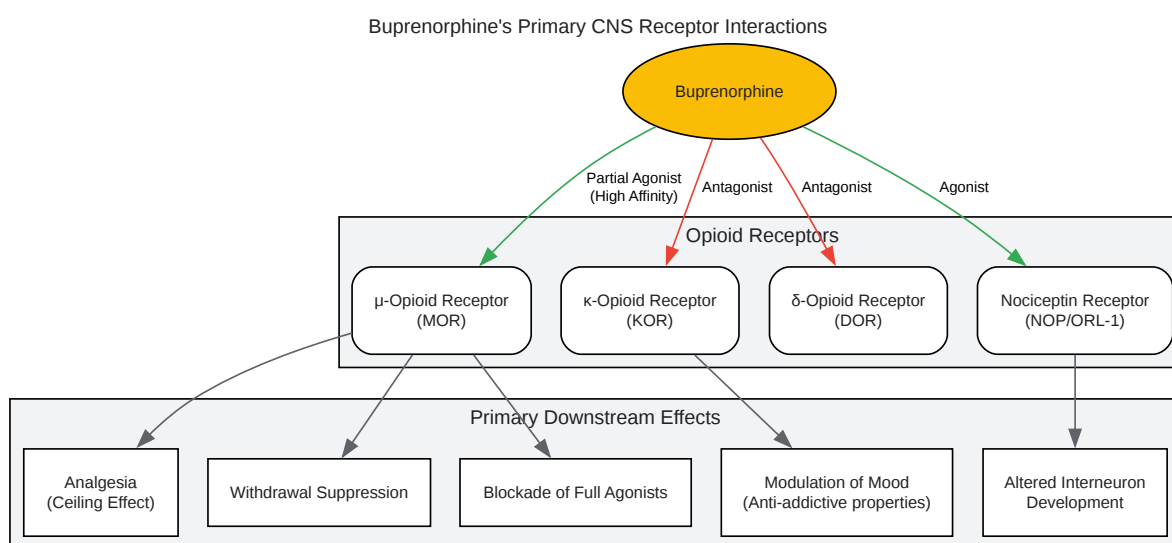 Buprenorphine's Primary CNS Receptor Interactions
Buprenorphine
Partial Agonist
(High Affinity)
Antagonist
Antagonist
Agonist
Opioid Receptors
μ-Opioid Receptor
(MOR)
κ-Opioid Receptor
(KOR)
δ-Opioid Receptor
(DOR)
Nociceptin Receptor
(NOP/ORL-1)
Primary Downstream Effects
Analgesia
(Ceiling Effect)
Withdrawal Suppression
Blockade of Full Agonists
Modulation of Mood
(Anti-addictive properties)
Altered Interneuron
Development